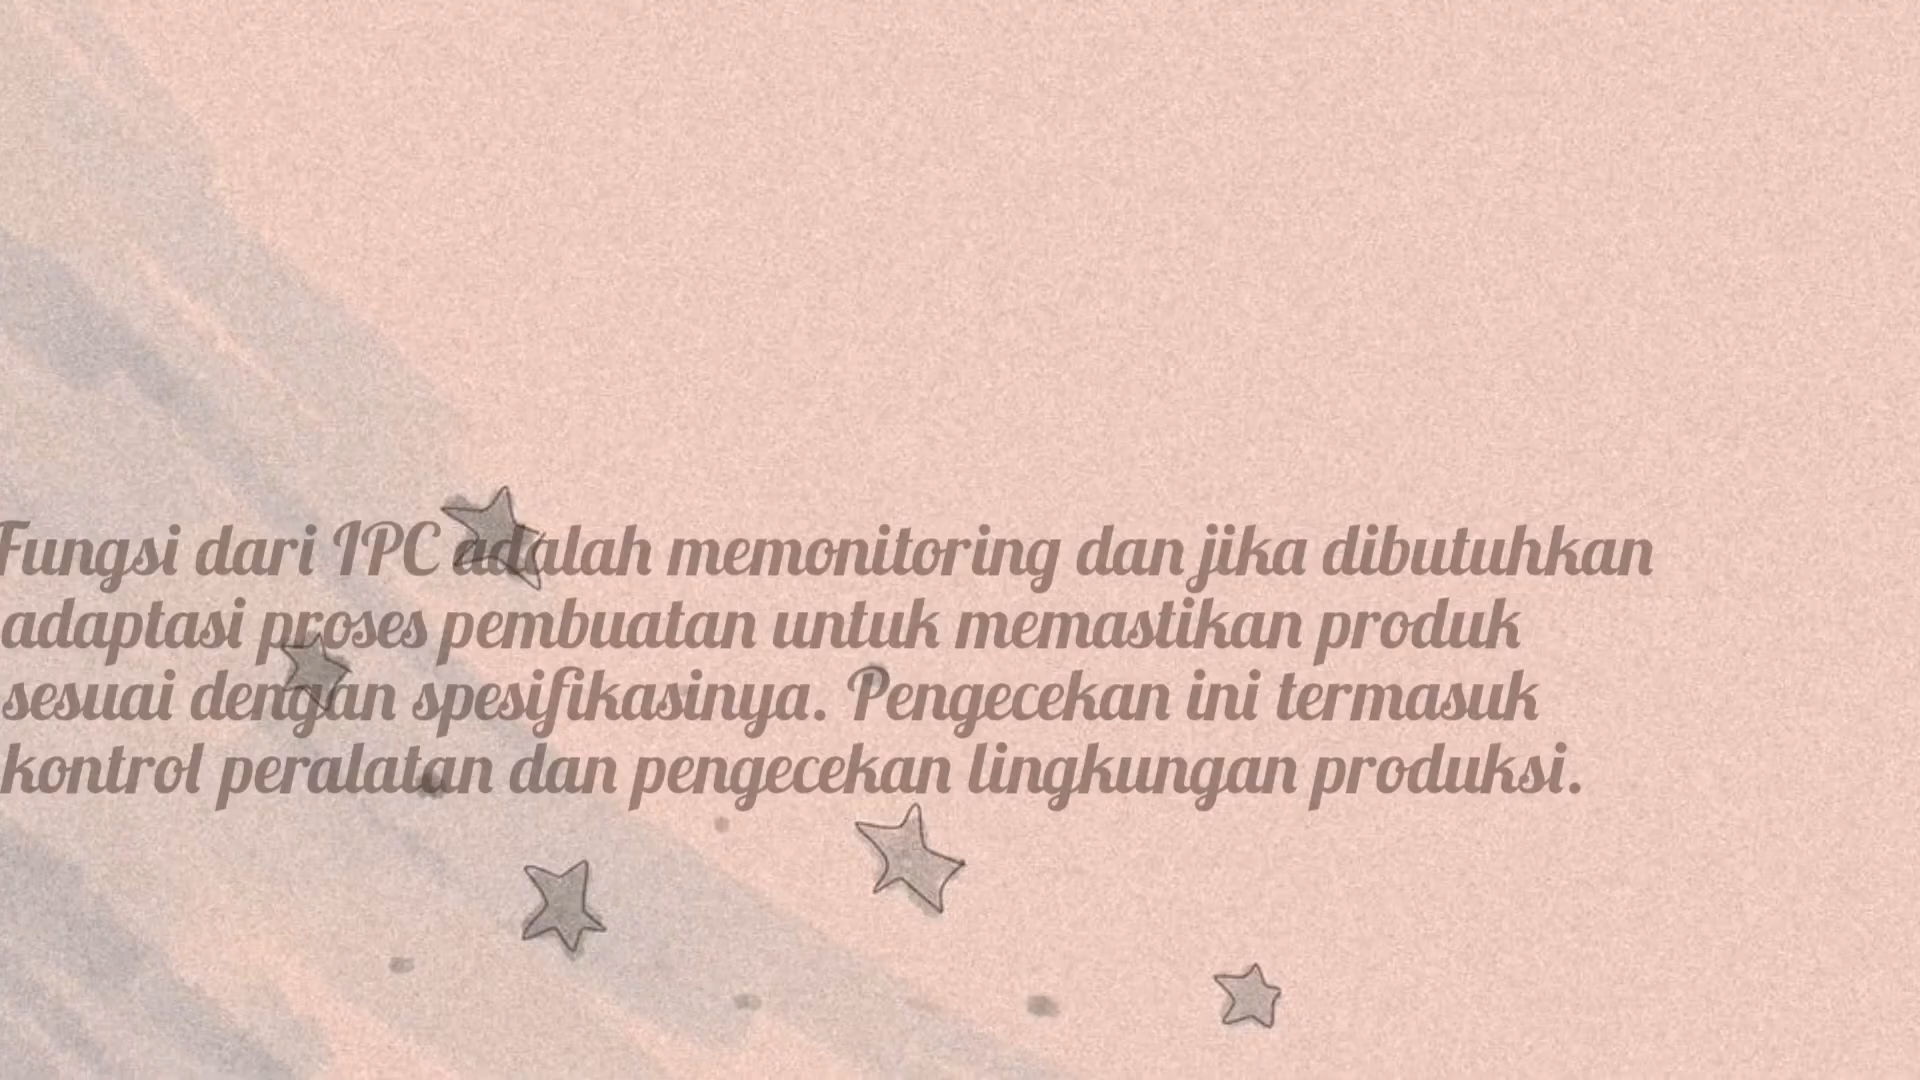 Fungsi dari IPC adalah memonitoring dan jika dibutuhkan
adaptasi proses pembuatan untuk memastikan produk
sesuai dengan spesifikasinya. Pengecekan ini termasuk
kontrol peralatan dan pengecekan lingkungan produksi.